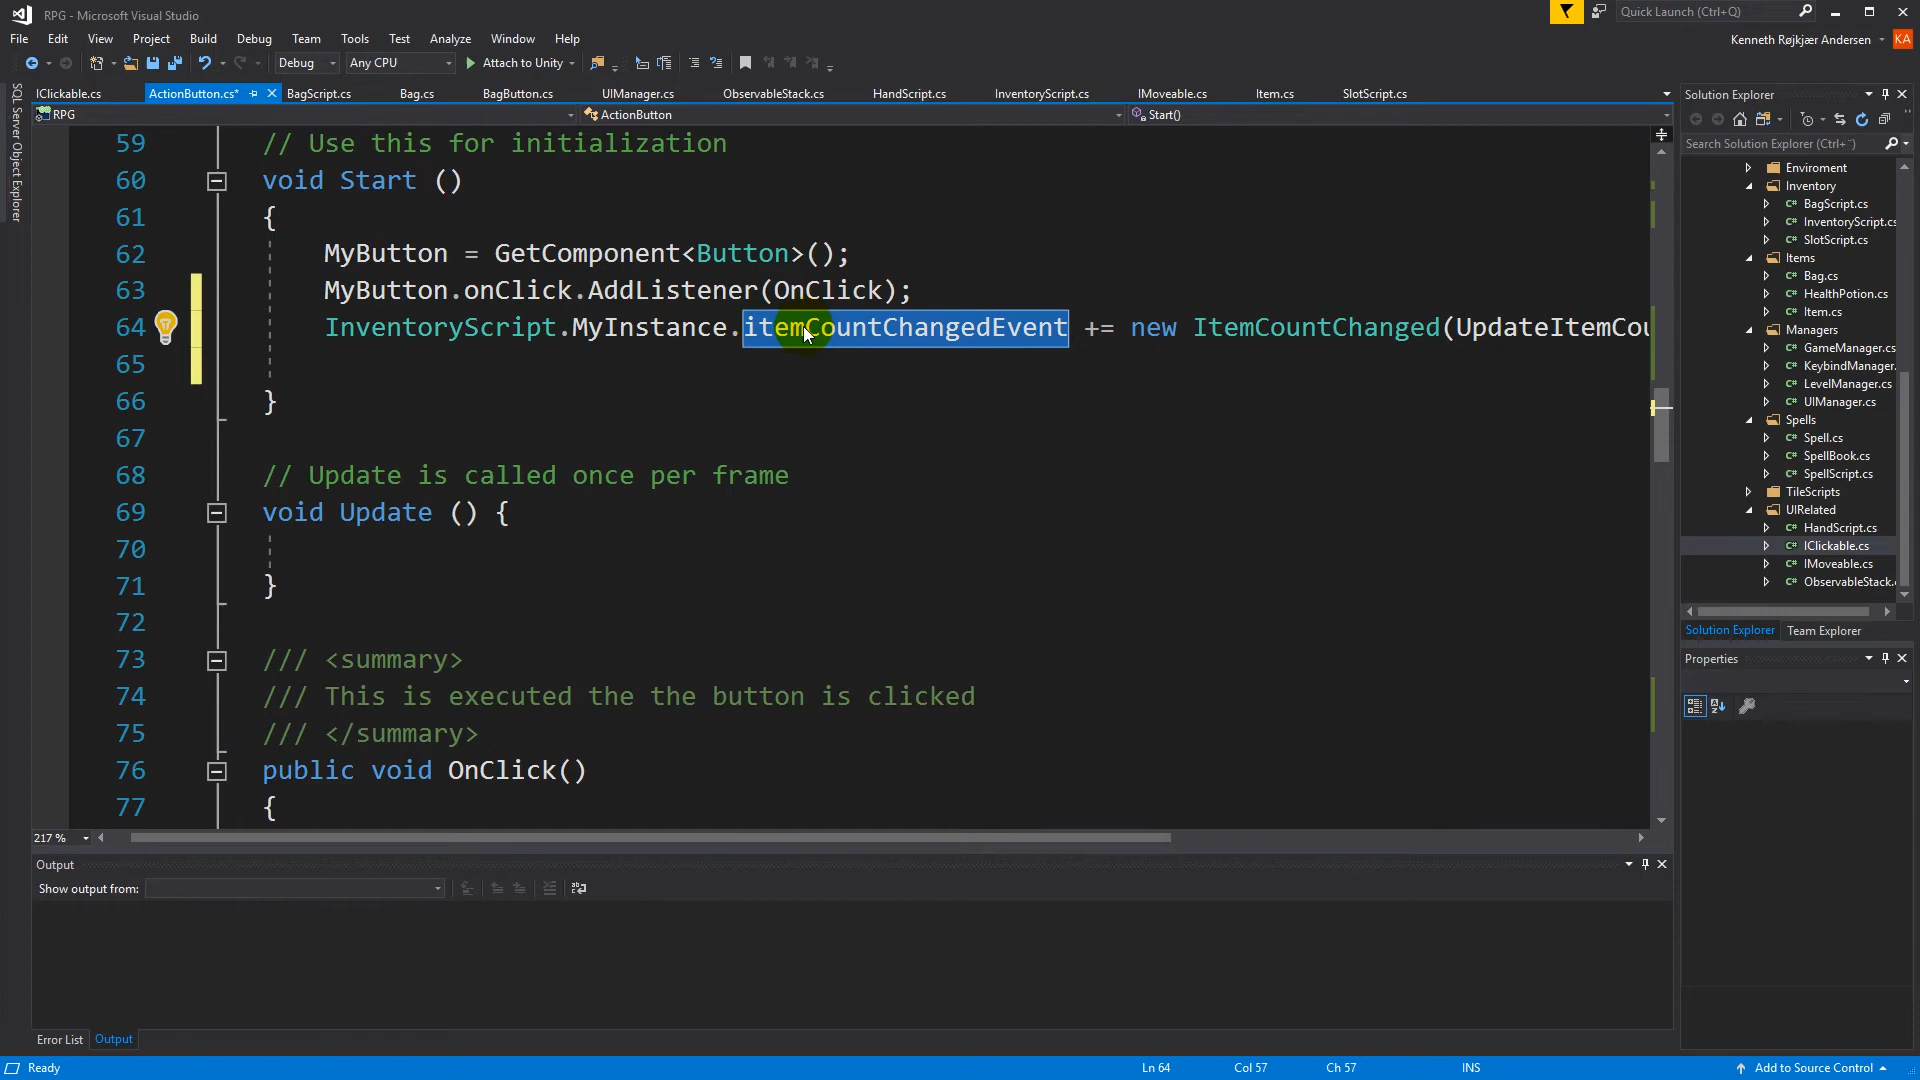 RPG - Microsoft Visual Studio
Quick Launch (Ctrl+Q)
File Edit View Project Build Debug Team Tools Test Analyze Window Help
Kenneth Røjkjær Andersen KA
Debug Any CPU Attach to Unity
SQL Server Object Explorer
IClickable.cs ActionButton.cs* BagScript.cs Bag.cs BagButton.cs UIManager.cs ObservableStack.cs HandScript.cs InventoryScript.cs IMoveable.cs Item.cs SlotScript.cs
RPG ActionButton Start()
59 // Use this for initialization
60 void Start ()
61 {
62 MyButton = GetComponent<Button>();
63 MyButton.onClick.AddListener(OnClick);
64 InventoryScript.MyInstance.itemCountChangedEvent += new ItemCountChanged(UpdateItemCou
65
66 }
67
68 // Update is called once per frame
69 void Update () {
70
71 }
72
73 /// <summary>
74 /// This is executed the the button is clicked
75 /// </summary>
76 public void OnClick()
77 {
217 %
Output
Show output from:
Error List Output
Solution Explorer
Search Solution Explorer (Ctrl+¨)
Enviroment
Inventory
C# BagScript.cs
C# InventoryScript.cs
C# SlotScript.cs
Items
C# Bag.cs
C# HealthPotion.cs
C# Item.cs
Managers
C# GameManager.cs
C# KeybindManager.
C# LevelManager.cs
C# UIManager.cs
Spells
C# Spell.cs
C# SpellBook.cs
C# SpellScript.cs
TileScripts
UIRelated
C# HandScript.cs
C# IClickable.cs
C# IMoveable.cs
C# ObservableStack.c
Solution Explorer Team Explorer
Properties
Ready Ln 64 Col 57 Ch 57 INS Add to Source Control